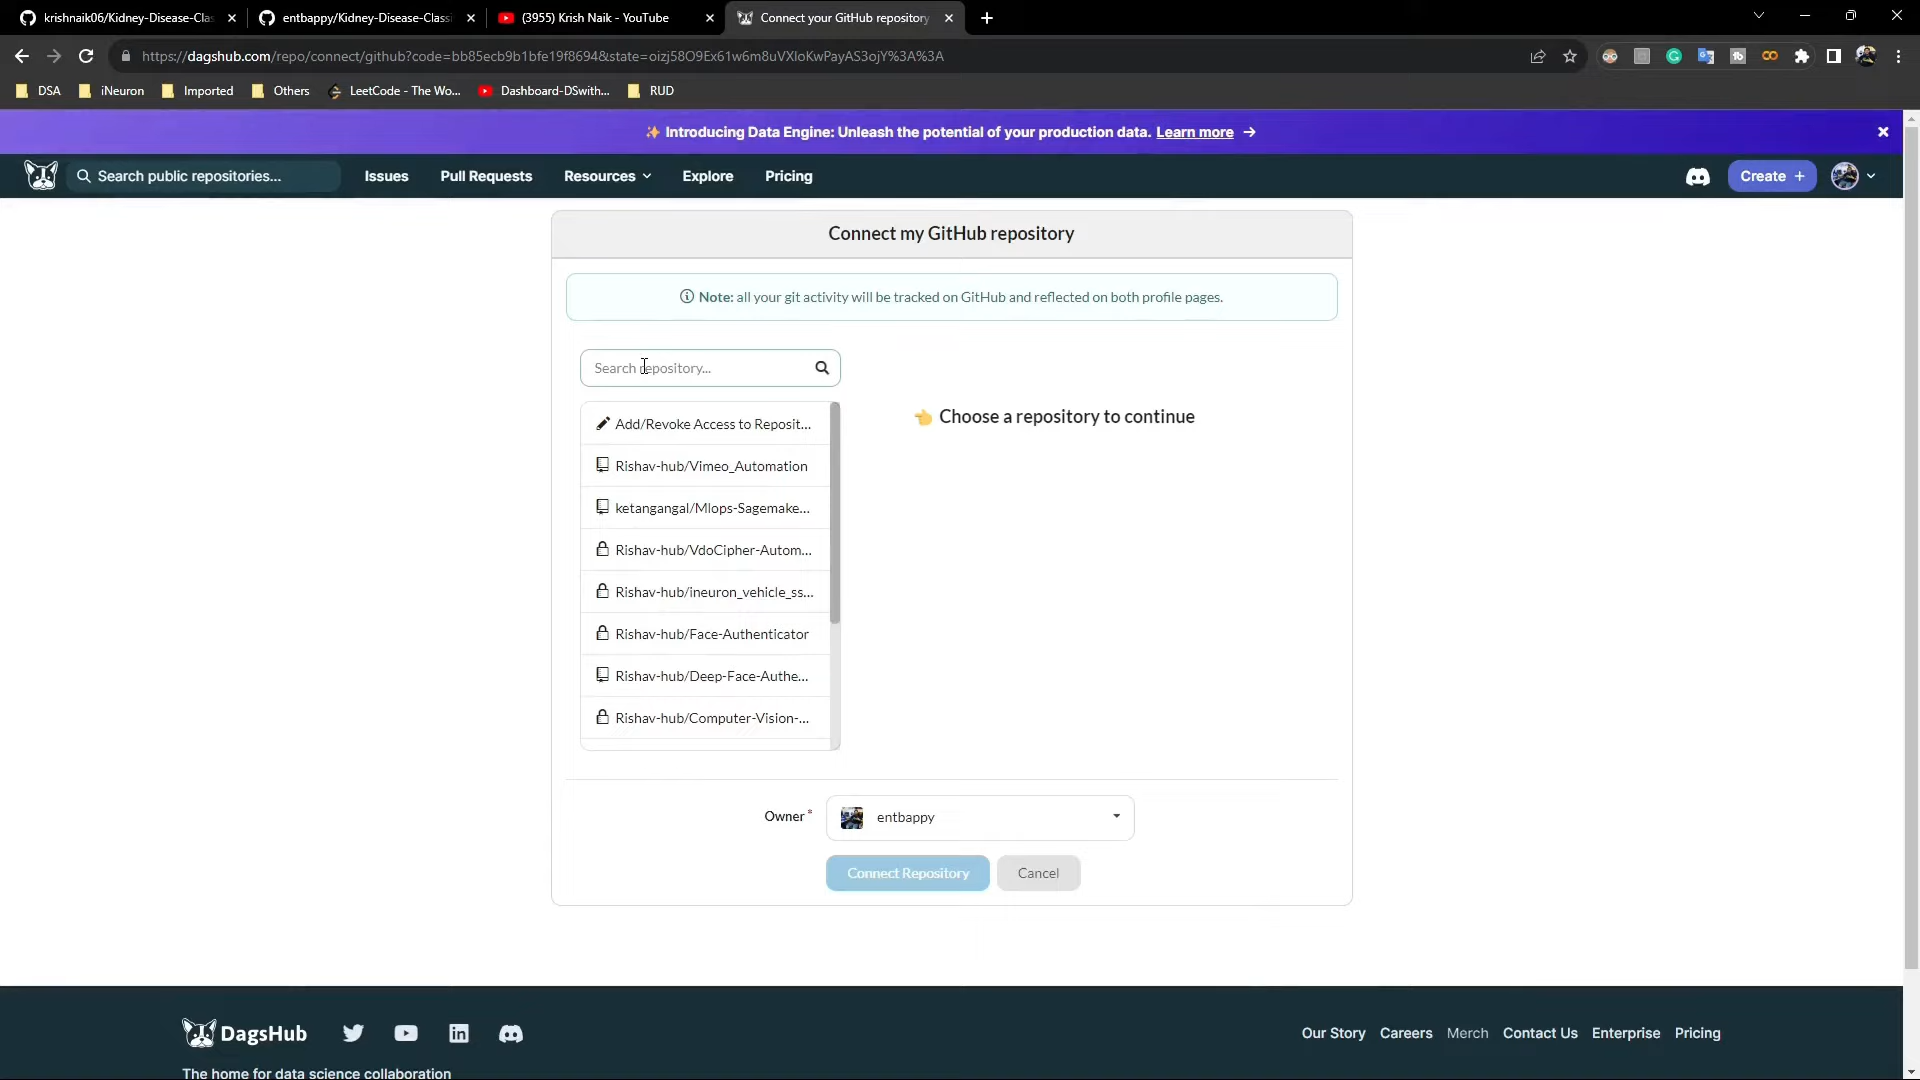 krishnaik06/Kidney-Disease-Clas
entbappy/Kidney-Disease-Classi
(3955) Krish Naik - YouTube
Connect your GitHub repository
https://dagshub.com/repo/connect/github?code=bb85ecb9b1bfe19f8694&state=oizj58O9Ex61w6m8uVXIoKwPayAS3ojY%3A%3A
DSA
iNeuron
Imported
Others
LeetCode - The Wo...
Dashboard-DSwith...
RUD
✨ Introducing Data Engine: Unleash the potential of your production data. Learn more →
Search public repositories...
Issues
Pull Requests
Resources
Explore
Pricing
Create +
Connect my GitHub repository
Note: all your git activity will be tracked on GitHub and reflected on both profile pages.
Search repository...
Add/Revoke Access to Reposit...
Rishav-hub/Vimeo_Automation
ketangangal/Mlops-Sagemake...
Rishav-hub/VdoCipher-Autom...
Rishav-hub/ineuron_vehicle_ss...
Rishav-hub/Face-Authenticator
Rishav-hub/Deep-Face-Authe...
Rishav-hub/Computer-Vision-...
👈 Choose a repository to continue
Owner *
entbappy
Connect Repository
Cancel
DagsHub
Our Story
Careers
Merch
Contact Us
Enterprise
Pricing
The home for data science collaboration